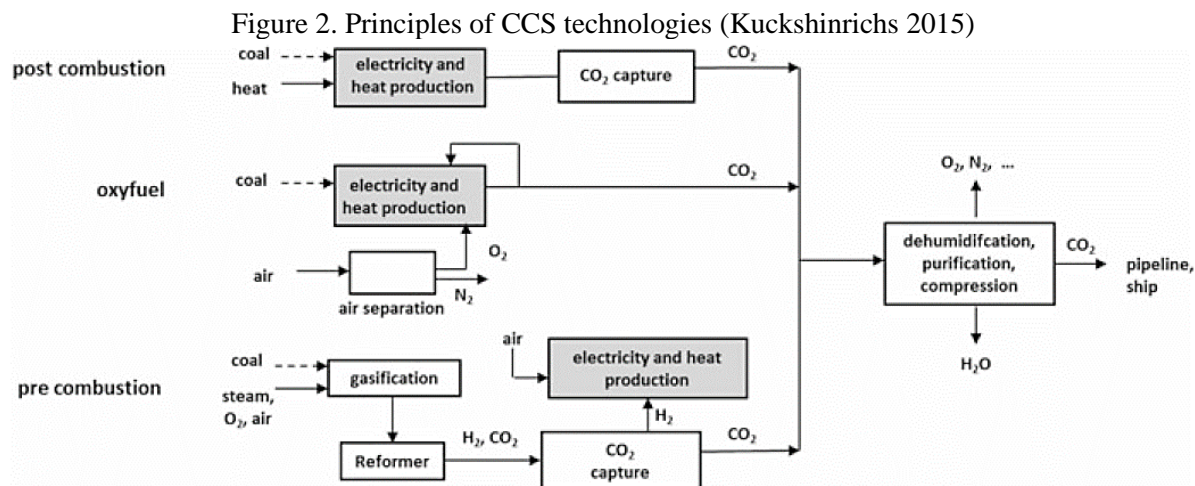 Figure 2. Principles of CCS technologies (Kuckshinrichs 2015)
post combustion
coal
heat
electricity and
heat production
CO₂ capture
CO₂
oxyfuel
coal
electricity and
heat production
CO₂
air
air separation
O₂
N₂
pre combustion
coal
steam,
O₂, air
gasification
Reformer
H₂, CO₂
air
electricity and heat
production
H₂
CO₂
capture
CO₂
O₂, N₂, ...
dehumidifcation,
purification,
compression
H₂O
CO₂
pipeline,
ship